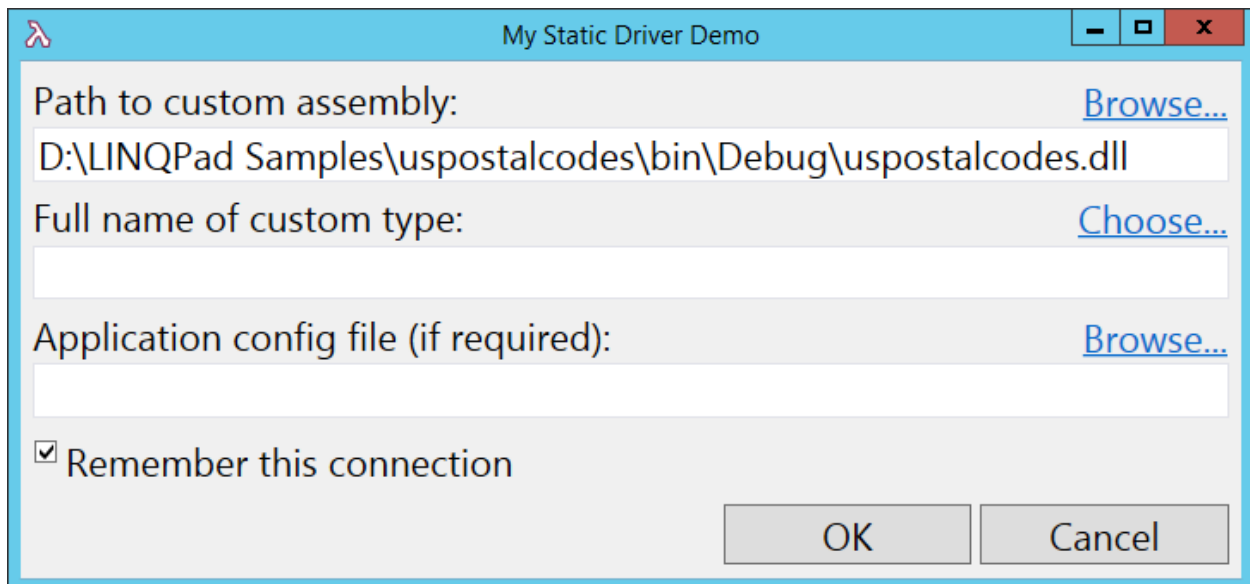 My Static Driver Demo
Path to custom assembly: Browse...
D:\LINQPad Samples\uspostalcodes\bin\Debug\uspostalcodes.dll
Full name of custom type: Choose...
Application config file (if required): Browse...
Remember this connection
OK Cancel